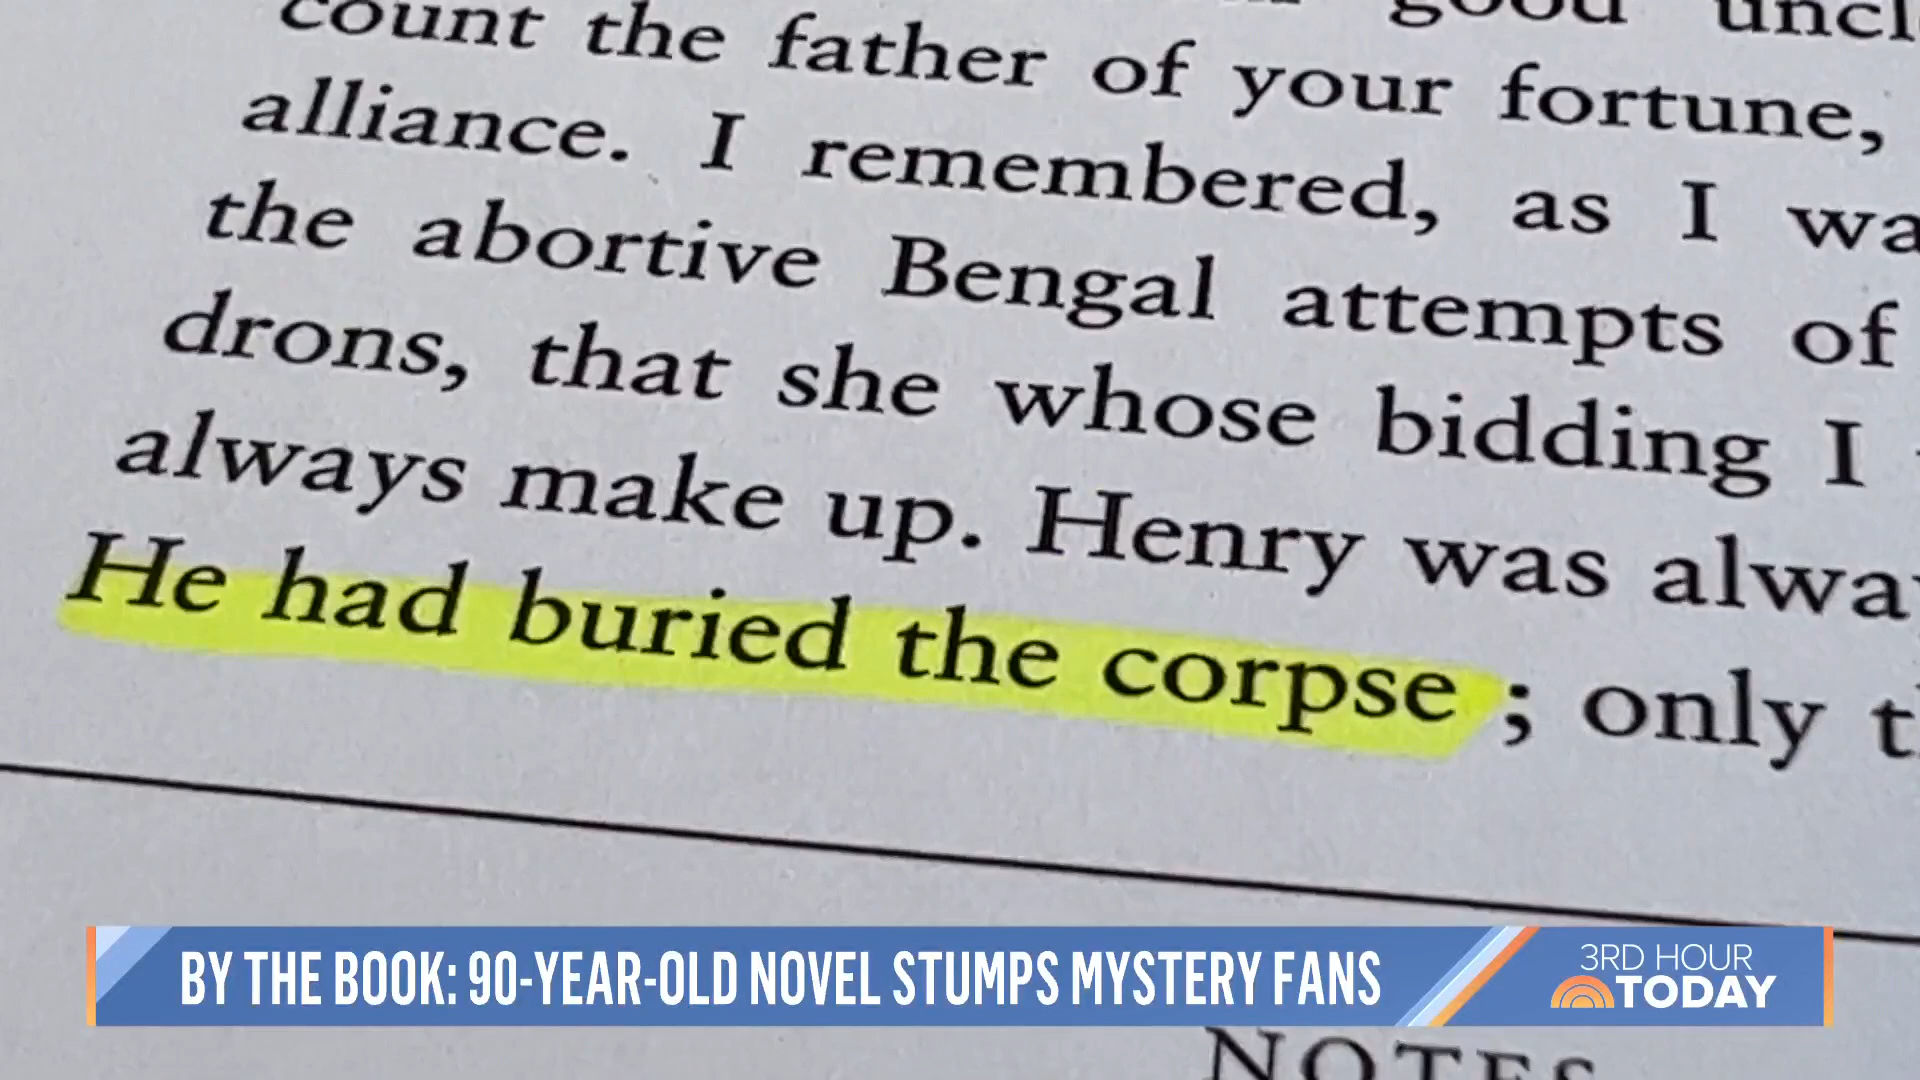 count the father of your fortune,
good
alliance. I remembered, as I
the abortive Bengal attempts of
drons, that she whose bidding I
always make up. Henry was
He had buried the corpse ; only
BY THE BOOK: 90-YEAR-OLD NOVEL STUMPS MYSTERY FANS
3RD HOUR
TODAY
NOTES